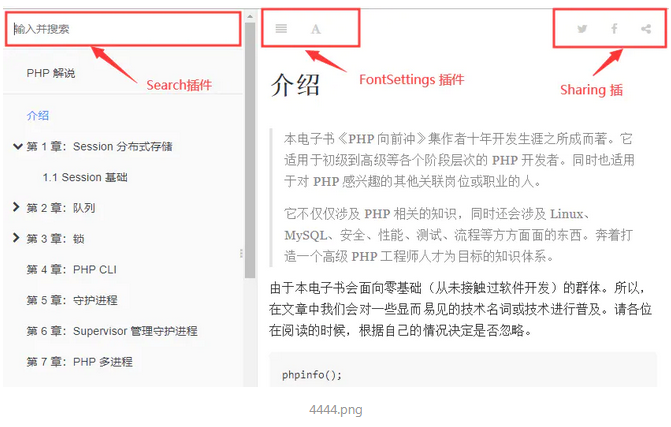 输入并搜索
Search插件
PHP 解说
介绍
第 1 章：Session 分布式存储
1.1 Session 基础
第 2 章：队列
第 3 章：锁
第 4 章：PHP CLI
第 5 章：守护进程
第 6 章：Supervisor 管理守护进程
第 7 章：PHP 多进程
A
FontSettings 插件
Sharing 插
介绍
本电子书《PHP 向前冲》集作者十年开发生涯之所成而著。它
适用于初级到高级等各个阶段层次的 PHP 开发者。同时也适用
于对 PHP 感兴趣的其他关联岗位或职业的人。
它不仅仅涉及 PHP 相关的知识，同时还会涉及 Linux、
MySQL、安全、性能、测试、流程等方方面面的东西。奔着打
造一个高级 PHP 工程师人才为目标的知识体系。
由于本电子书会面向零基础（从未接触过软件开发）的群体。所以，
在文章中我们会对一些显而易见的技术名词或技术进行普及。请各位
在阅读的时候，根据自己的情况决定是否忽略。
phpinfo();
4444.png